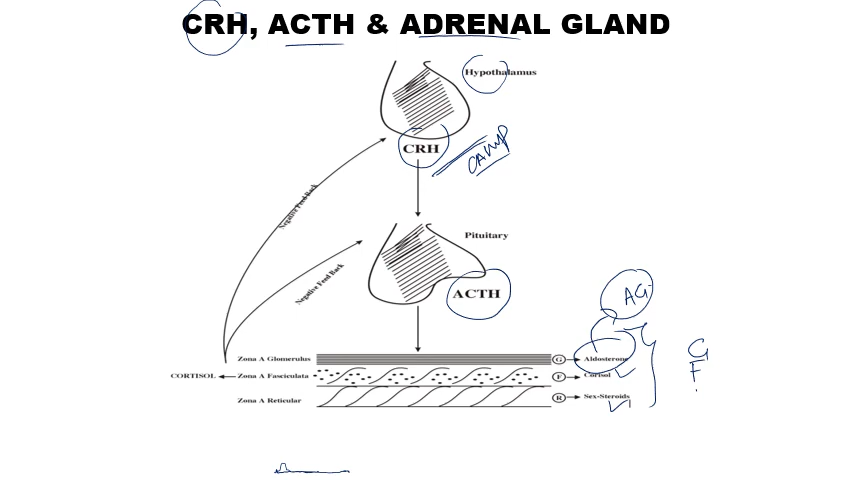 CRH, ACTH & ADRENAL GLAND
Hypothalamus
CRH
CAMP
Negative Feed Back
Pituitary
Negative Feed Back
ACTH
AG
Zona A Glomerulus G Aldosterone
G
CORTISOL Zona A Fasciculata F Corisol
F
Zona A Reticular R Sex-Steroids